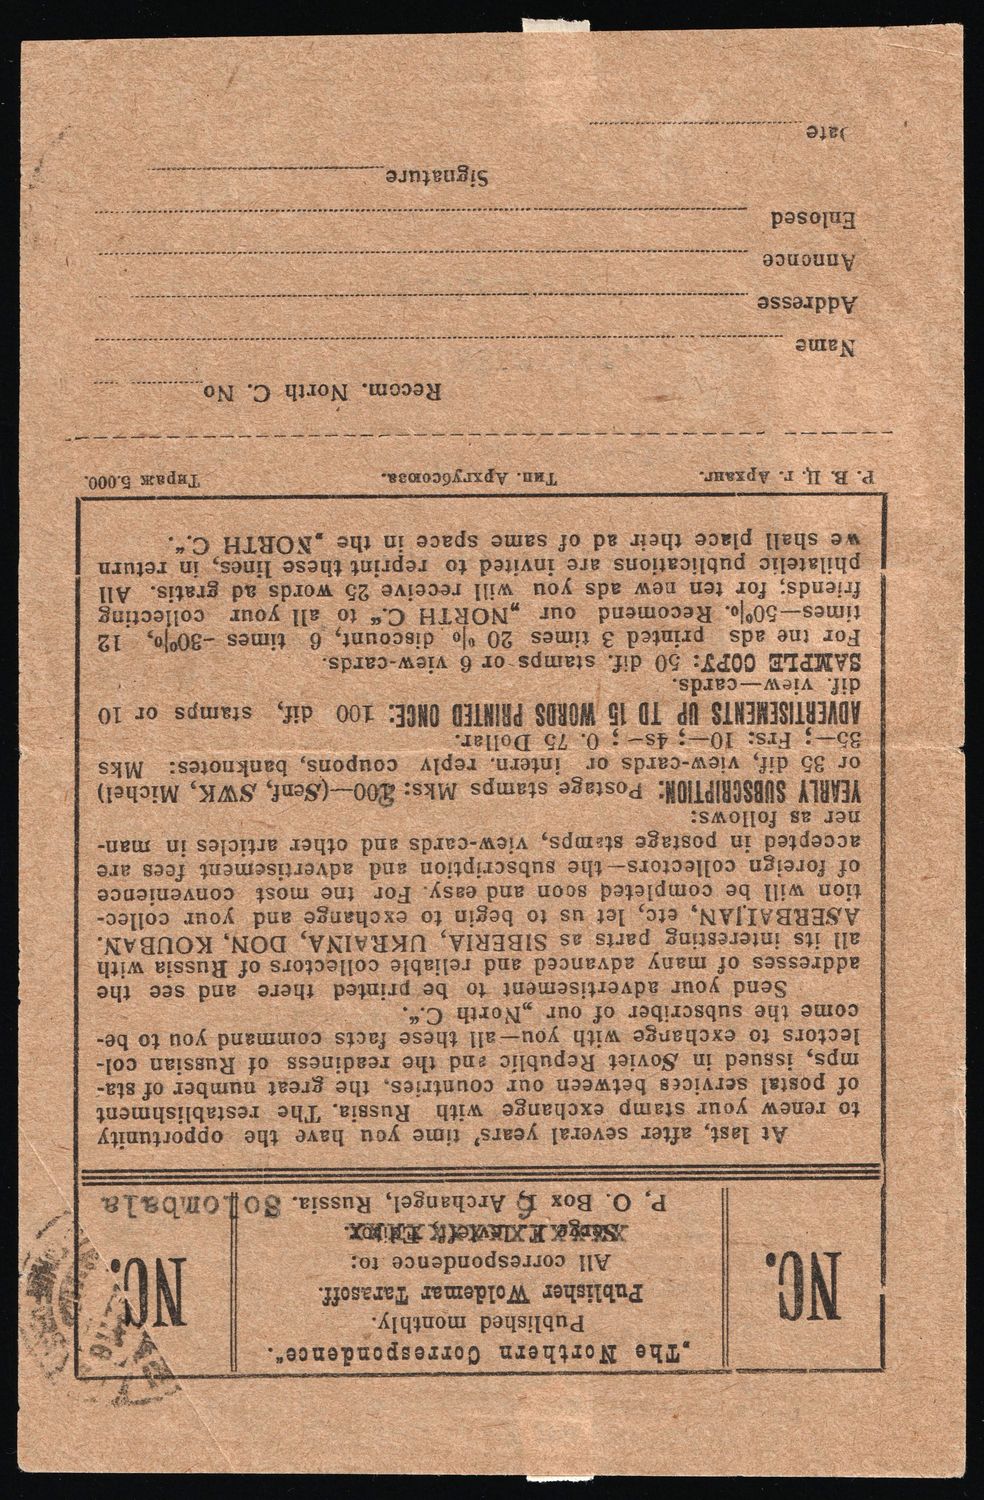 „The Northern Correspondence“.
Published monthly.
Publisher Woldemar Tarasoff.
All correspondence to:
P. O. Box 6, Archangel, Russia. Solombala
NC.
NC.
At last, after several years' time you have the opportunity
to renew your stamp exchange with Russia. The restablishment
of postal services between our countries, the great number of sta-
mps, issued in Soviet Republic and the readiness of Russian col-
lectors to exchange with you—all these facts command you to be-
come the subscriber of our „North C.“.
Send your advertisement to be printed there and see the
addresses of many advanced and reliable collectors of Russia with
all its interesting parts as SIBERIA, UKRAINA, DON, KOUBAN.
ASERBAIJAN, etc, let us to begin to exchange and your collec-
tion will be completed soon and easy. For tne most convenience
of foreign collectors—the subscription and advertisement fees are
accepted in postage stamps, view-cards and other articles in man-
ner as follows:
YEARLY SUBSCRIPTION: Postage stamps Mks: 200—(Senf, SWK, Michel)
or 35 dif, view-cards or intern. reply coupons, banknotes: Mks
35—; Frs: 10—; 4s—; 0. 75 Dollar.
ADVERTISEMENTS UP TD 15 WORDS PRINTED ONCE: 100 dif, stamps or 10
dif. view—cards.
SAMPLE COPY: 50 dif. stamps or 6 view-cards.
For tne ads printed 3 times 20 % discount, 6 times -30%, 12
times—50%. Recomend our „NORTH C.“ to all your collecting
friends; for ten new ads you will receive 25 words ad gratis. All
philatelic publications are invited to reprint these lines, in return
we shall place their ad of same space in the „NORTH C.“.
Р. В. Ц. г. Арханг. Тип. Архгубсоюза. Тираж 5.000.
Recom. North C. No
Name
Addresse
Annonce
Enlosed
Signature
Date